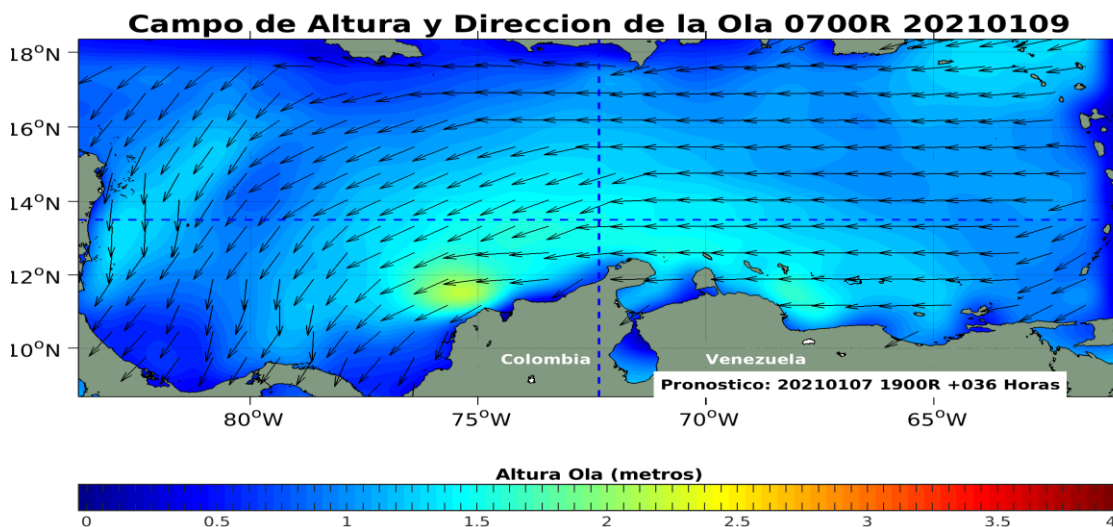 Campo de Altura y Direccion de la Ola 0700R 20210109
18°N
16°N
14°N
12°N
10°N
Colombia
Venezuela
Pronostico: 20210107 1900R +036 Horas
80°W
75°W
70°W
65°W
Altura Ola (metros)
0 0.5 1 1.5 2 2.5 3 3.5 4